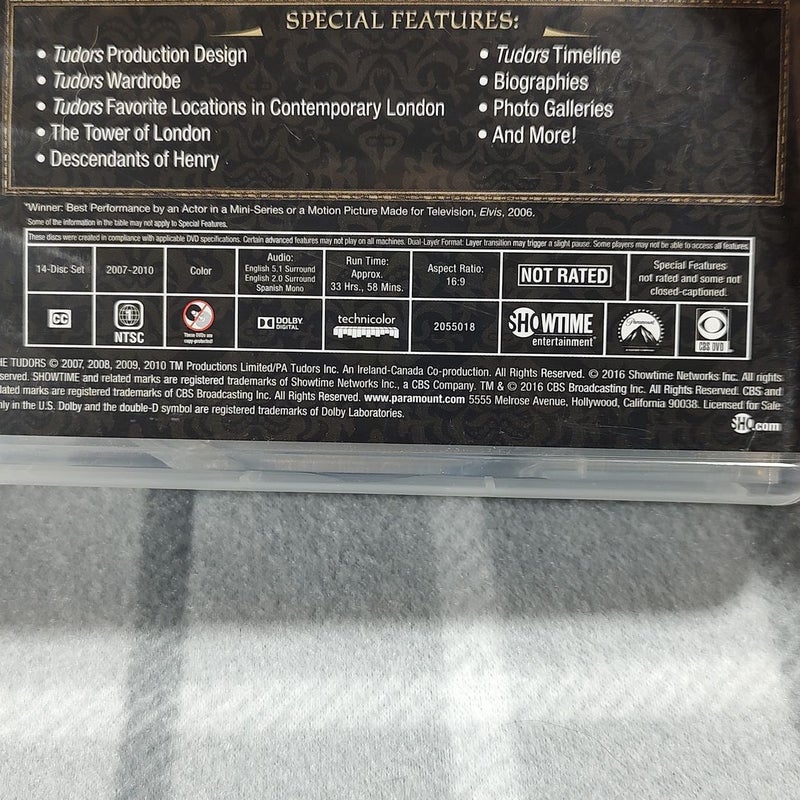 SPECIAL FEATURES:
• Tudors Production Design
• Tudors Wardrobe
• Tudors Favorite Locations in Contemporary London
• The Tower of London
• Descendants of Henry
• Tudors Timeline
• Biographies
• Photo Galleries
• And More!
*Winner: Best Performance by an Actor in a Mini-Series or a Motion Picture Made for Television, Elvis, 2006.
Some of the information in the table may not apply to Special Features.
These discs were created in compliance with applicable DVD specifications. Certain advanced features may not play on all machines. Dual-Layer Format: Layer transition may trigger a slight pause. Some players may not be able to access all features.
14-Disc Set
2007-2010
Color
Audio:
English 5.1 Surround
English 2.0 Surround
Spanish Mono
Run Time:
Approx.
33 Hrs., 58 Mins.
Aspect Ratio:
16:9
NOT RATED
Special Features
not rated and some not
closed-captioned.
CC
NTSC
These DVDs are
copy-protected!
DOLBY
DIGITAL
technicolor
2055018
SHOWTIME
entertainment
Paramount
CBS DVD
HE TUDORS © 2007, 2008, 2009, 2010 TM Productions Limited/PA Tudors Inc. An Ireland-Canada Co-production. All Rights Reserved. © 2016 Showtime Networks Inc. All rights
served. SHOWTIME and related marks are registered trademarks of Showtime Networks Inc., a CBS Company. TM & © 2016 CBS Broadcasting Inc. All Rights Reserved. CBS and
lated marks are registered trademarks of CBS Broadcasting Inc. All Rights Reserved. www.paramount.com 5555 Melrose Avenue, Hollywood, California 90038. Licensed for Sale
nly in the U.S. Dolby and the double-D symbol are registered trademarks of Dolby Laboratories.
SHO.com